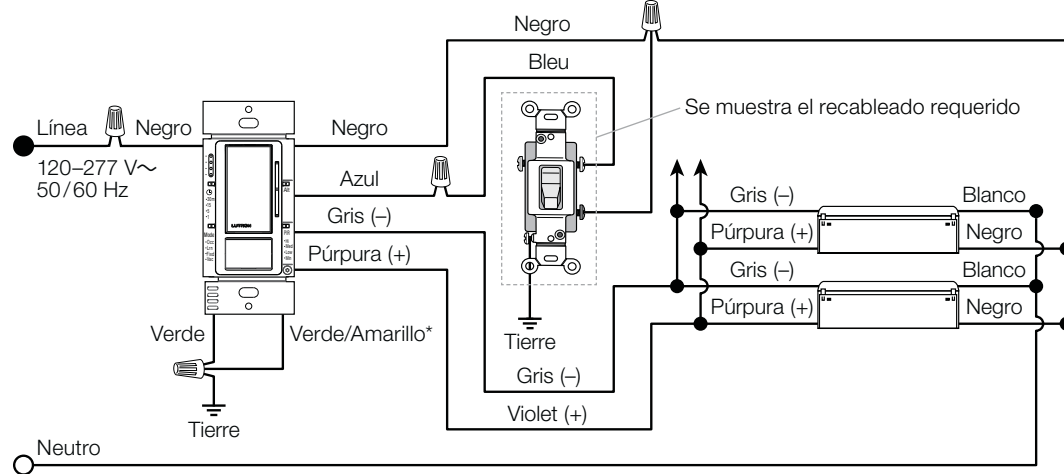 Negro
Bleu
Se muestra el recableado requerido
Línea
Negro
Negro
120–277 V~
50/60 Hz
Azul
Gris (–)
Púrpura (+)
LUTRON
Gris (–)
Blanco
Púrpura (+)
Negro
Gris (–)
Blanco
Púrpura (+)
Negro
Verde
Verde/Amarillo*
Tierre
Gris (–)
Violet (+)
Tierre
Neutro